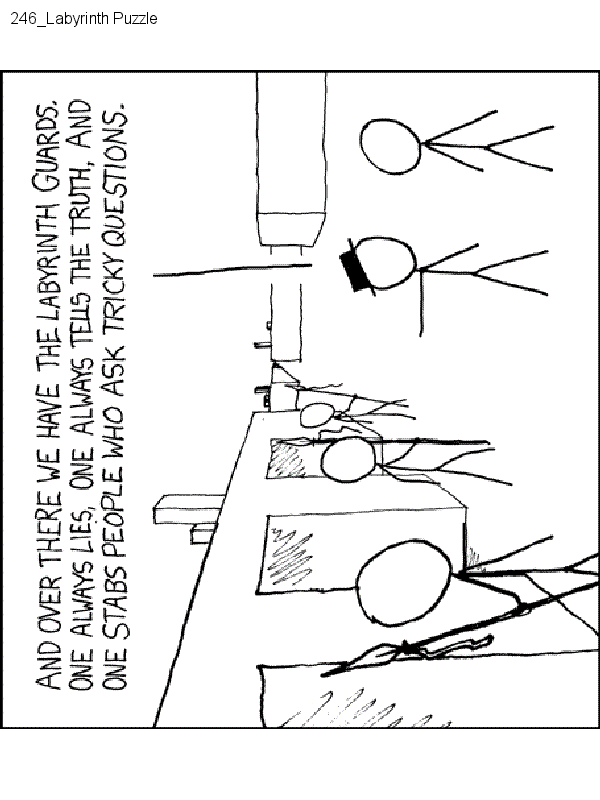 246_Labyrinth Puzzle
AND OVER THERE WE HAVE THE LABYRINTH GUARDS.
ONE ALWAYS LIES, ONE ALWAYS TELLS THE TRUTH, AND
ONE STABS PEOPLE WHO ASK TRICKY QUESTIONS.